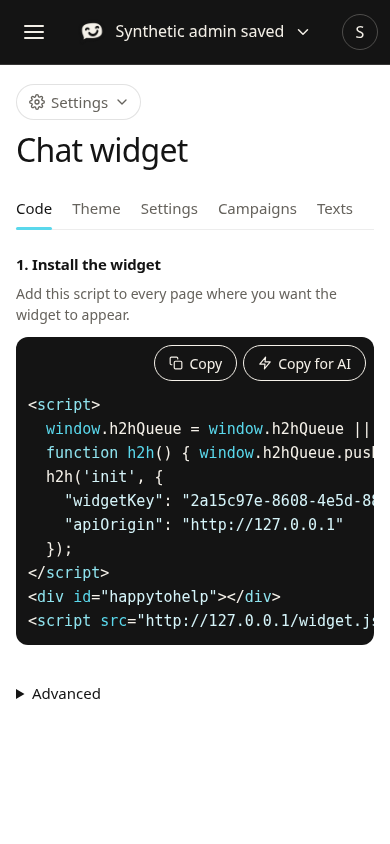 Synthetic admin saved
S
Settings
Chat widget
Code Theme Settings Campaigns Texts
1. Install the widget
Add this script to every page where you want the
widget to appear.
Copy Copy for AI
<script>
window.h2hQueue = window.h2hQueue ||
function h2h() { window.h2hQueue.push
h2h('init', {
"widgetKey": "2a15c97e-8608-4e5d-88
"apiOrigin": "http://127.0.0.1"
});
</script>
<div id="happytohelp"></div>
<script src="http://127.0.0.1/widget.js
Advanced